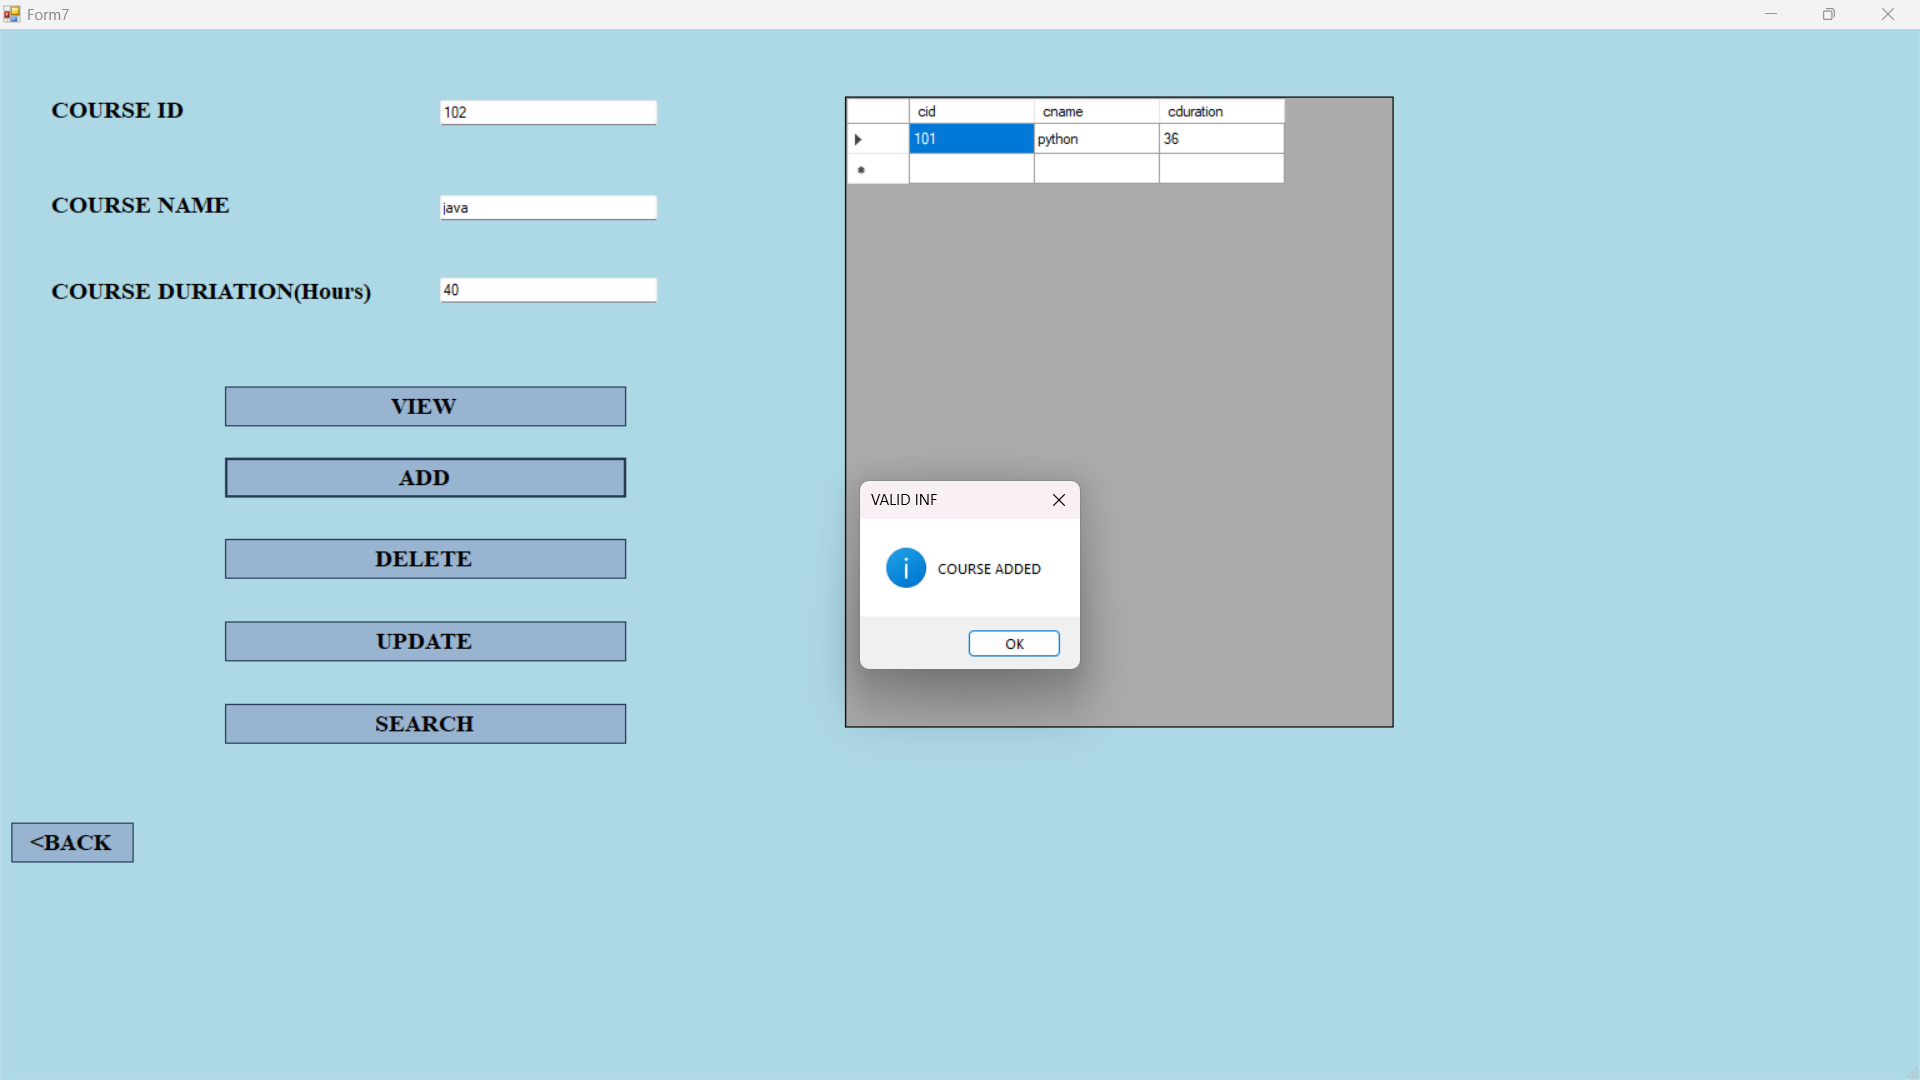 Form7
COURSE ID
102
COURSE NAME
java
COURSE DURIATION(Hours)
40
VIEW
ADD
DELETE
UPDATE
SEARCH
<BACK
cid cname cduration
101 python 36
VALID INF
COURSE ADDED
OK